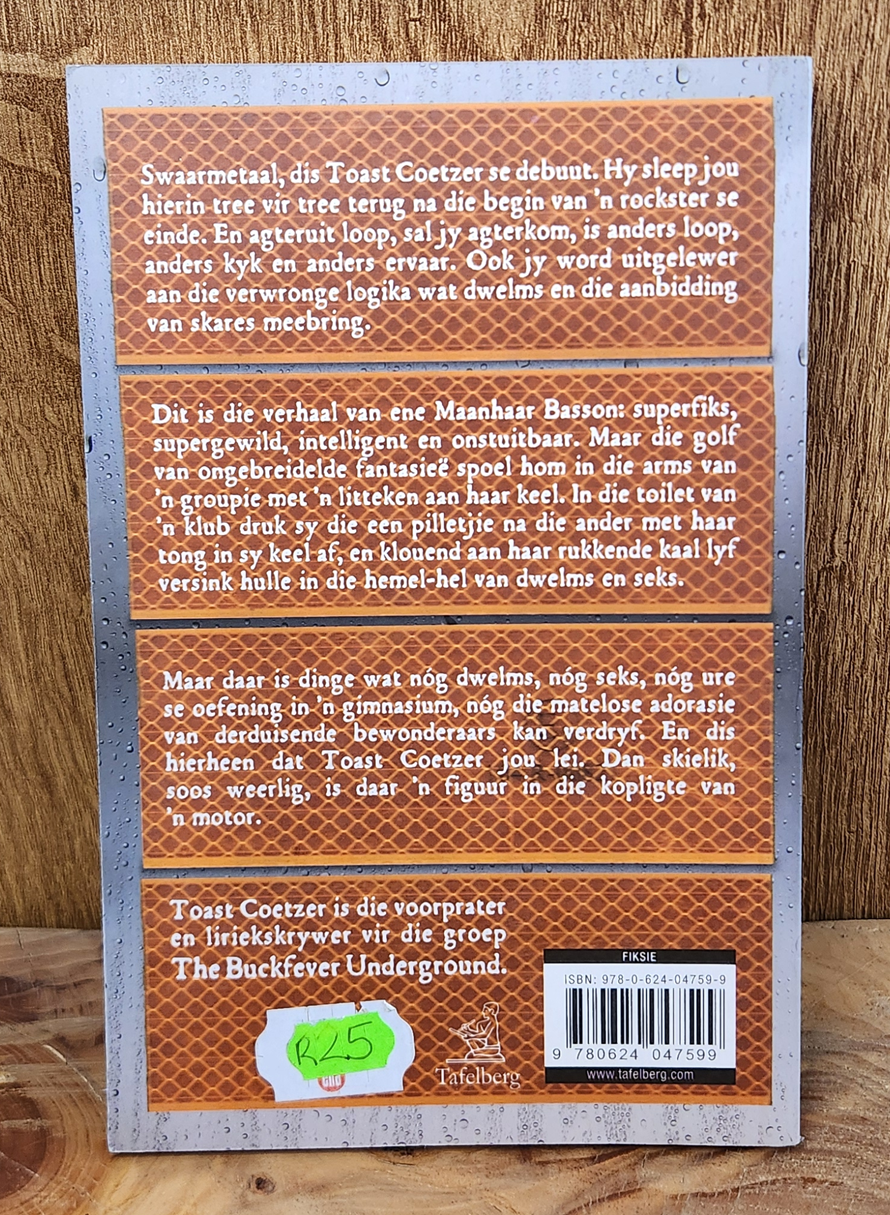 Swaarmetaal, dis Toast Coetzer se debuut. Hy sleep jou
hierin tree vir tree terug na die begin van 'n rockster se
einde. En agteruit loop, sal jy agterkom, is anders loop,
anders kyk en anders ervaar. Ook jy word uitgelewer
aan die verwronge logika wat dwelms en die aanbidding
van skares meebring.
Dit is die verhaal van ene Maanhaar Basson: superfiks,
supergewild, intelligent en onstuitbaar. Maar die golf
van ongebreidelde fantasieë spoel hom in die arms van
'n groupie met 'n litteken aan haar keel. In die toilet van
'n klub druk sy die een pilletjie na die ander met haar
tong in sy keel af, en klouend aan haar rukkende kaal lyf
versink hulle in die hemel-hel van dwelms en seks.
Maar daar is dinge wat nóg dwelms, nóg seks, nóg ure
se oefening in 'n gimnasium, nóg die matelose adorasie
van derduisende bewonderaars kan verdryf. En dis
hierheen dat Toast Coetzer jou lei. Dan skielik,
soos weerlig, is daar 'n figuur in die kopligte van
'n motor.
Toast Coetzer is die voorprater
en liriekskrywer vir die groep
The Buckfever Underground.
R25
Tafelberg
FIKSIE
ISBN: 978-0-624-04759-9
9 780624 047599
www.tafelberg.com